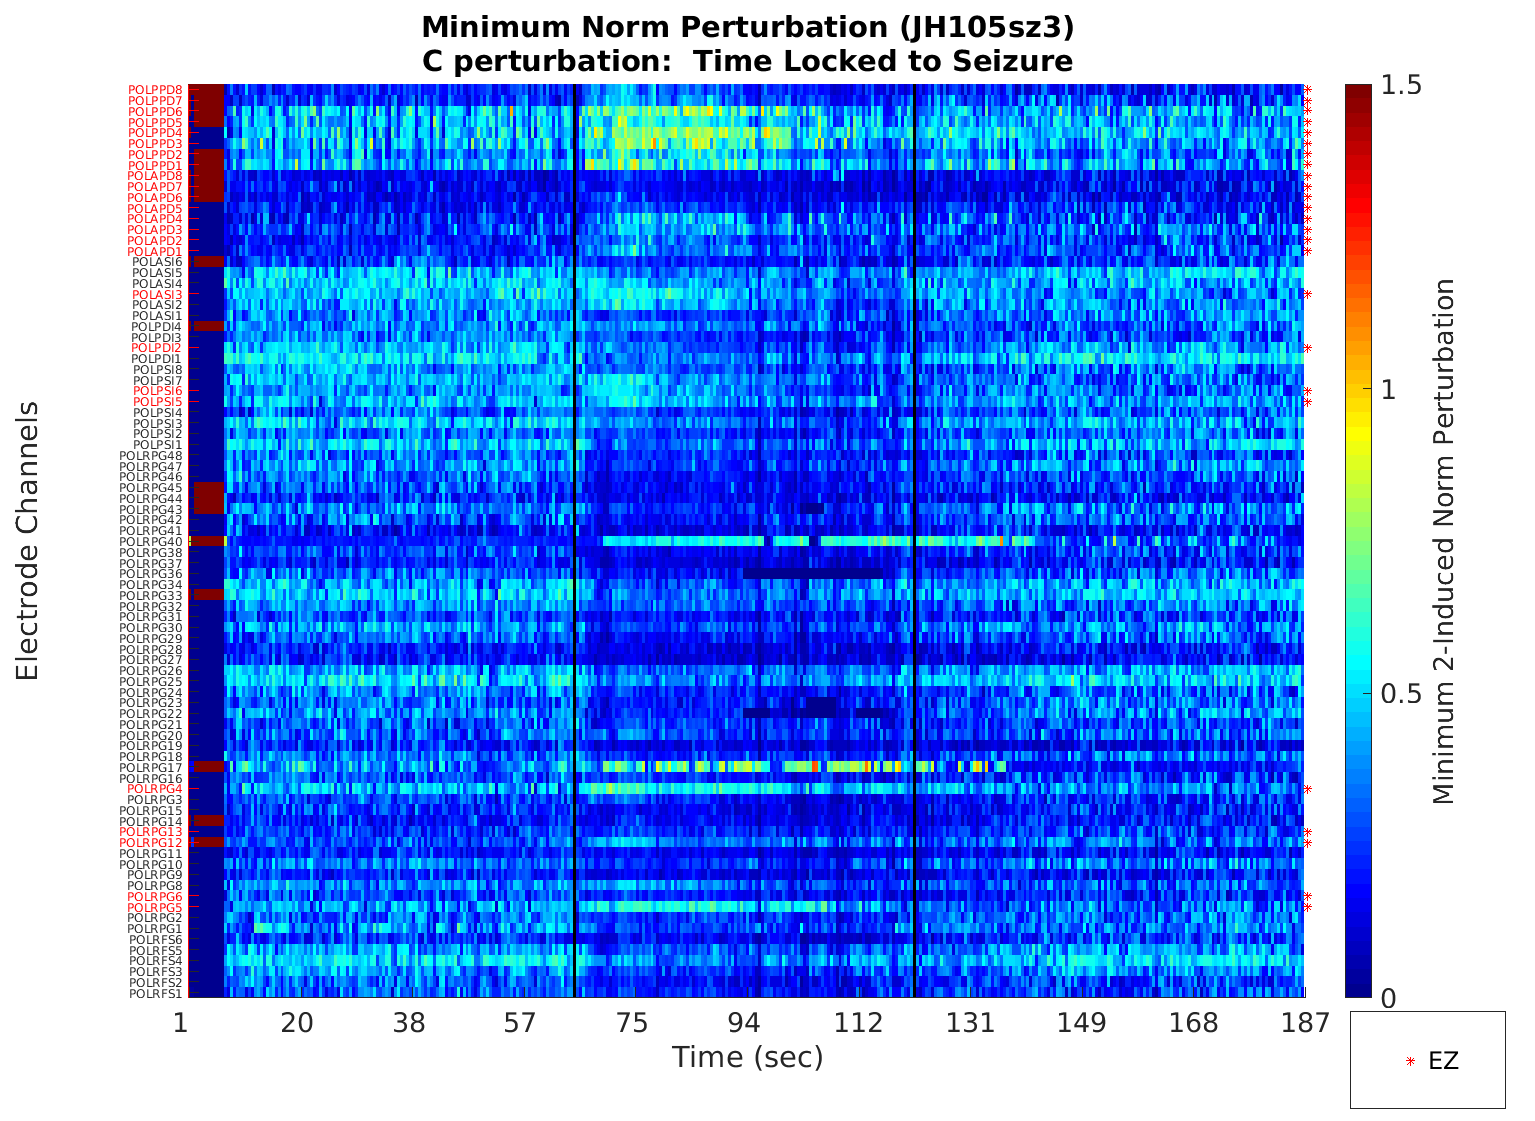 Minimum Norm Perturbation (JH105sz3)
C perturbation:  Time Locked to Seizure
Electrode Channels
POLPPD8
POLPPD7
POLPPD6
POLPPD5
POLPPD4
POLPPD3
POLPPD2
POLPPD1
POLAPD8
POLAPD7
POLAPD6
POLAPD5
POLAPD4
POLAPD3
POLAPD2
POLAPD1
POLASI6
POLASI5
POLASI4
POLASI3
POLASI2
POLASI1
POLPDI4
POLPDI3
POLPDI2
POLPDI1
POLPSI8
POLPSI7
POLPSI6
POLPSI5
POLPSI4
POLPSI3
POLPSI2
POLPSI1
POLRPG48
POLRPG47
POLRPG46
POLRPG45
POLRPG44
POLRPG43
POLRPG42
POLRPG41
POLRPG40
POLRPG38
POLRPG37
POLRPG36
POLRPG34
POLRPG33
POLRPG32
POLRPG31
POLRPG30
POLRPG29
POLRPG28
POLRPG27
POLRPG26
POLRPG25
POLRPG24
POLRPG23
POLRPG22
POLRPG21
POLRPG20
POLRPG19
POLRPG18
POLRPG17
POLRPG16
POLRPG4
POLRPG3
POLRPG15
POLRPG14
POLRPG13
POLRPG12
POLRPG11
POLRPG10
POLRPG9
POLRPG8
POLRPG6
POLRPG5
POLRPG2
POLRPG1
POLRFS6
POLRFS5
POLRFS4
POLRFS3
POLRFS2
POLRFS1
1 20 38 57 75 94 112 131 149 168 187
Time (sec)
1.5
1
0.5
0
Minimum 2-Induced Norm Perturbation
EZ